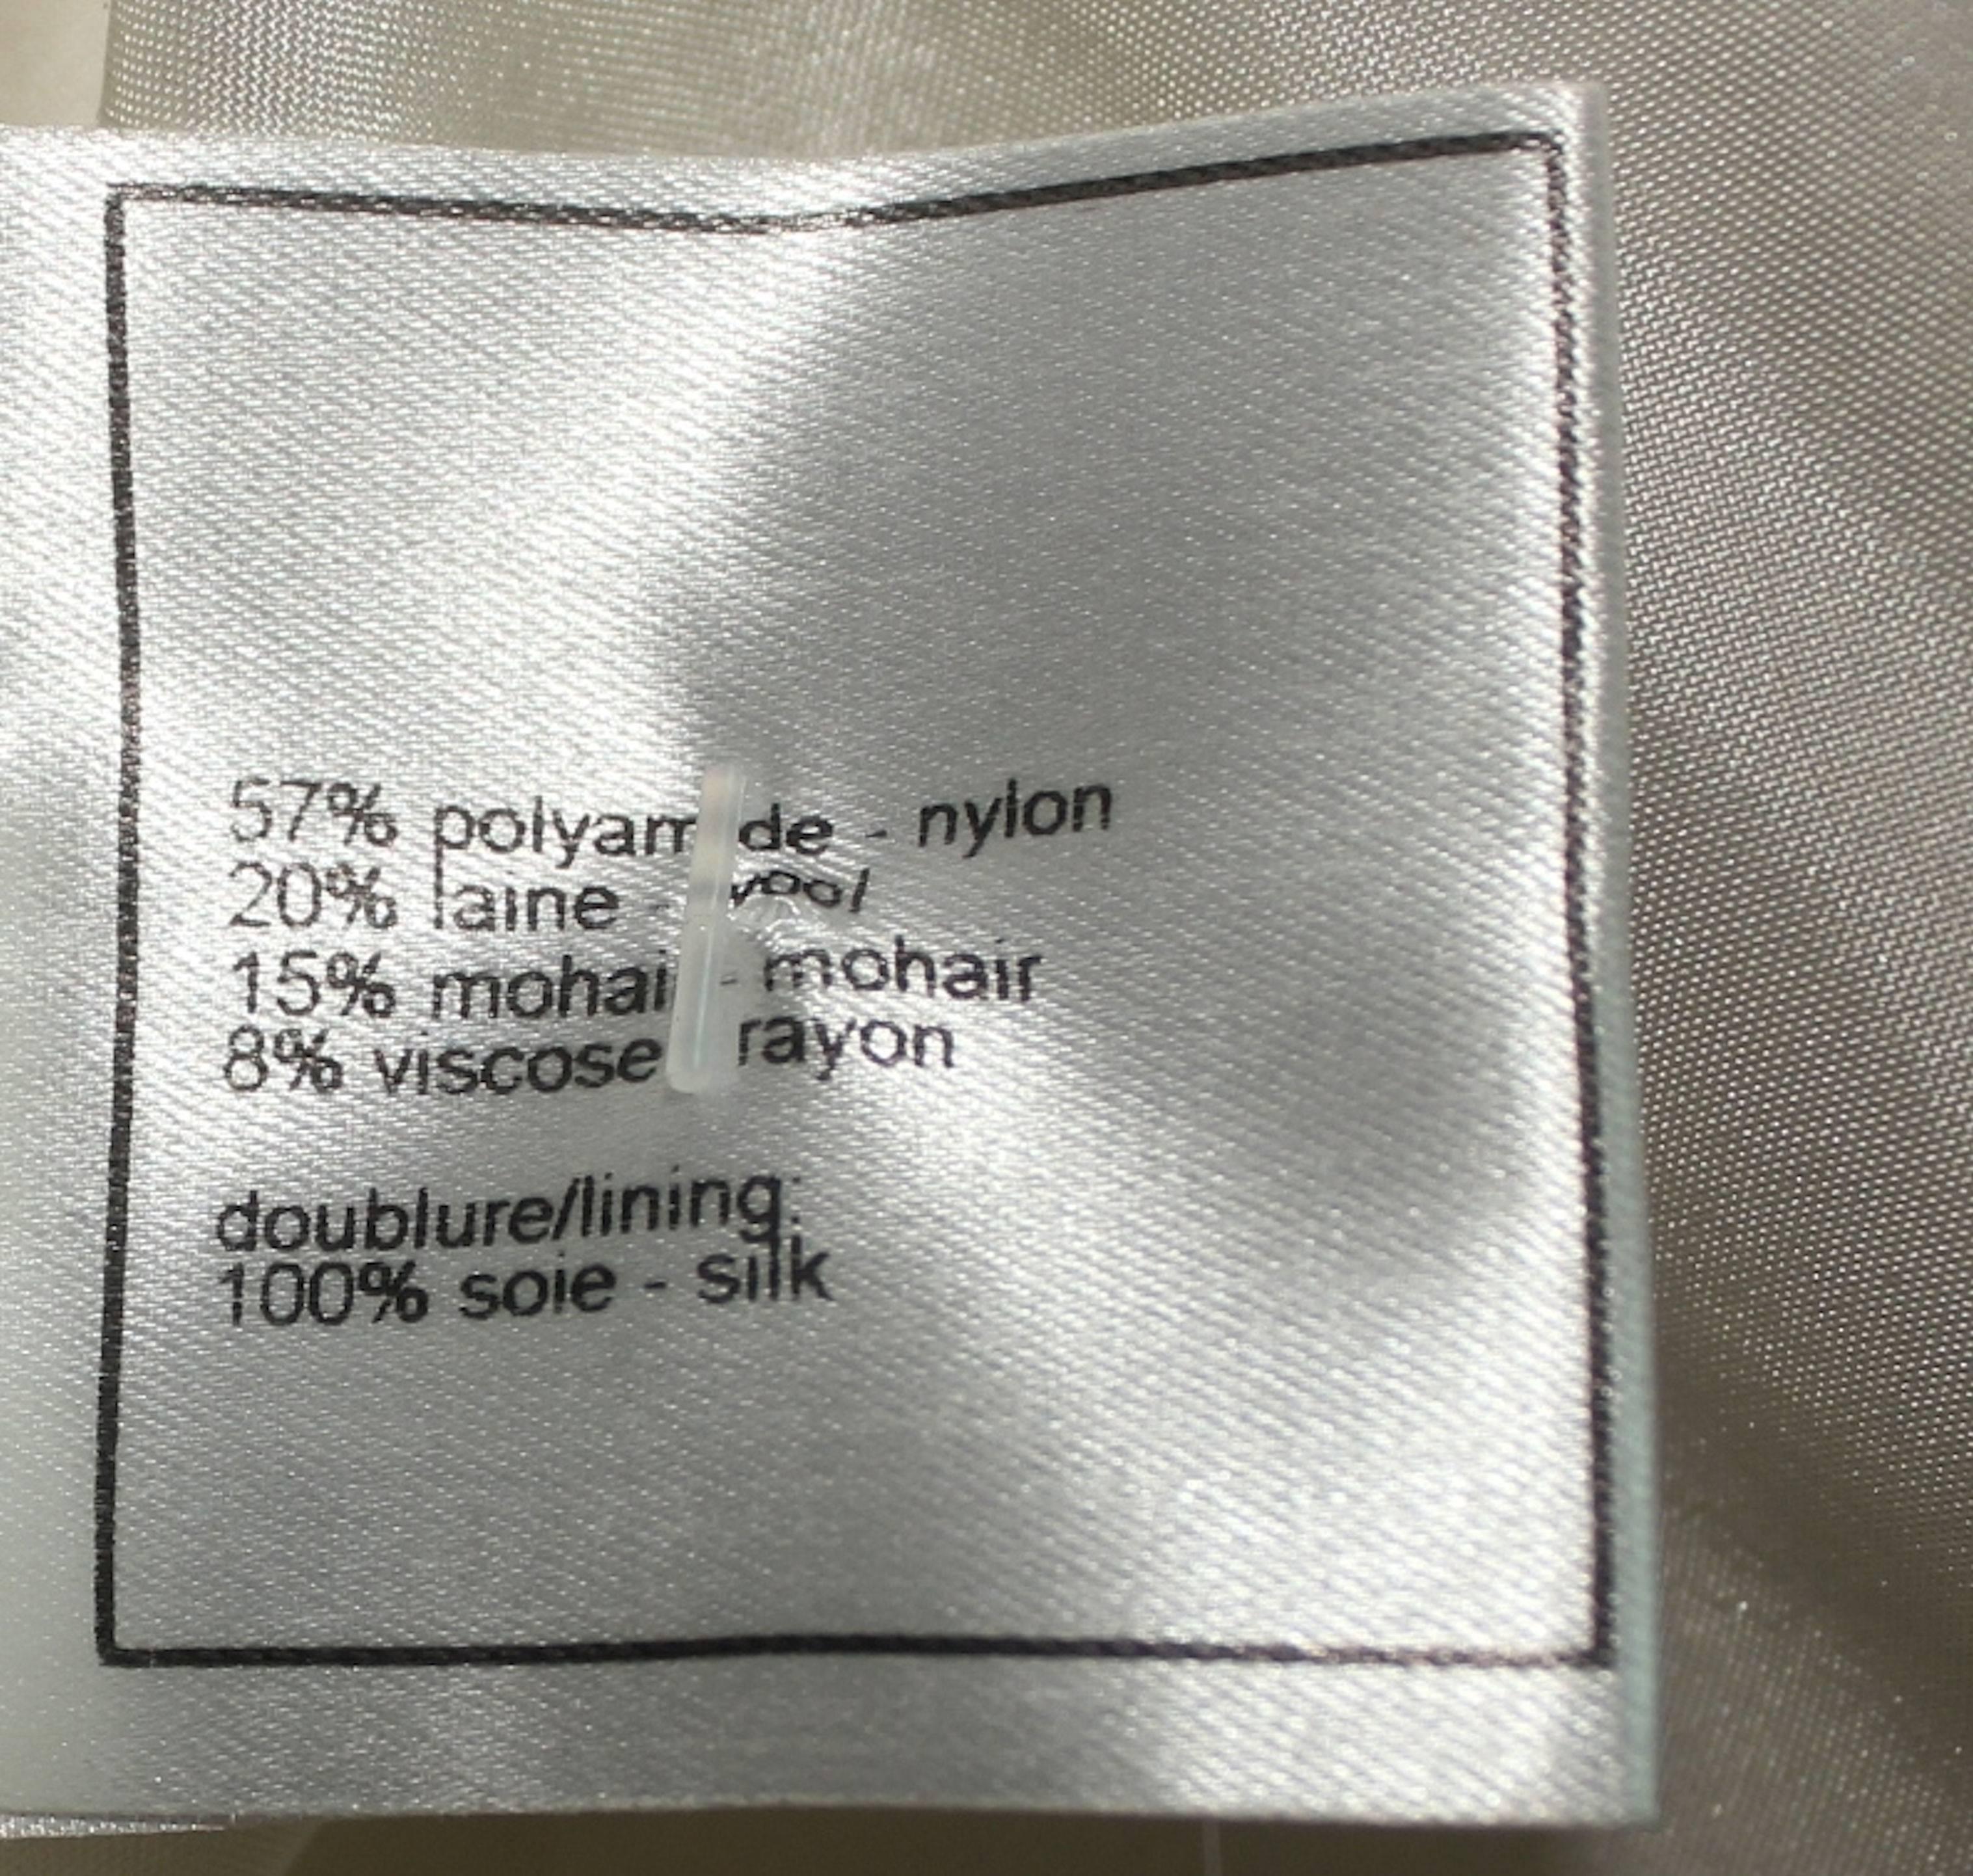 57% polyamide - nylon
20% laine - wool
15% mohair - mohair
8% viscose rayon
doublure/lining:
100% soie - silk